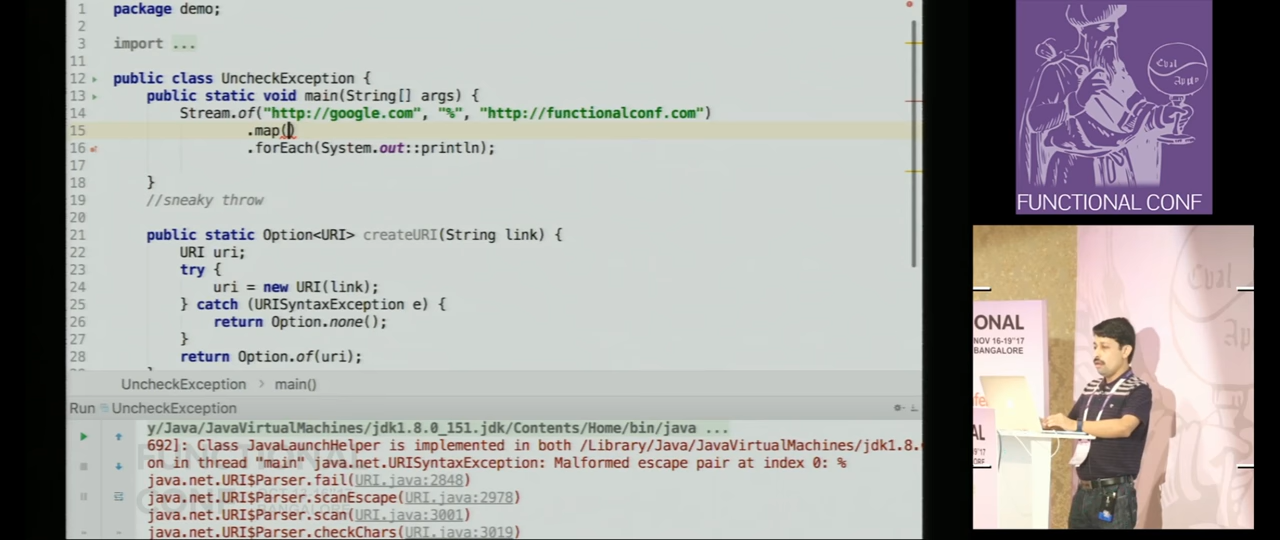 1 package demo;
2
3 import ...
11
12 public class UncheckException {
13 public static void main(String[] args) {
14 Stream.of("http://google.com", "%", "http://functionalconf.com")
15 .map()
16 .forEach(System.out::println);
17
18 }
19 //sneaky throw
20
21 public static Option<URI> createURI(String link) {
22 URI uri;
23 try {
24 uri = new URI(link);
25 } catch (URISyntaxException e) {
26 return Option.none();
27 }
28 return Option.of(uri);
UncheckException > main()
Run UncheckException
y/Java/JavaVirtualMachines/jdk1.8.0_151.jdk/Contents/Home/bin/java ...
692]: Class JavaLaunchHelper is implemented in both /Library/Java/JavaVirtualMachines/jdk1.8.0
on in thread "main" java.net.URISyntaxException: Malformed escape pair at index 0: %
java.net.URI$Parser.fail(URI.java:2848)
java.net.URI$Parser.scanEscape(URI.java:2978)
java.net.URI$Parser.scan(URI.java:3001)
java.net.URI$Parser.checkChars(URI.java:3019)
FUNCTIONAL CONF
ONAL
NOV 16-19'17
BANGALORE